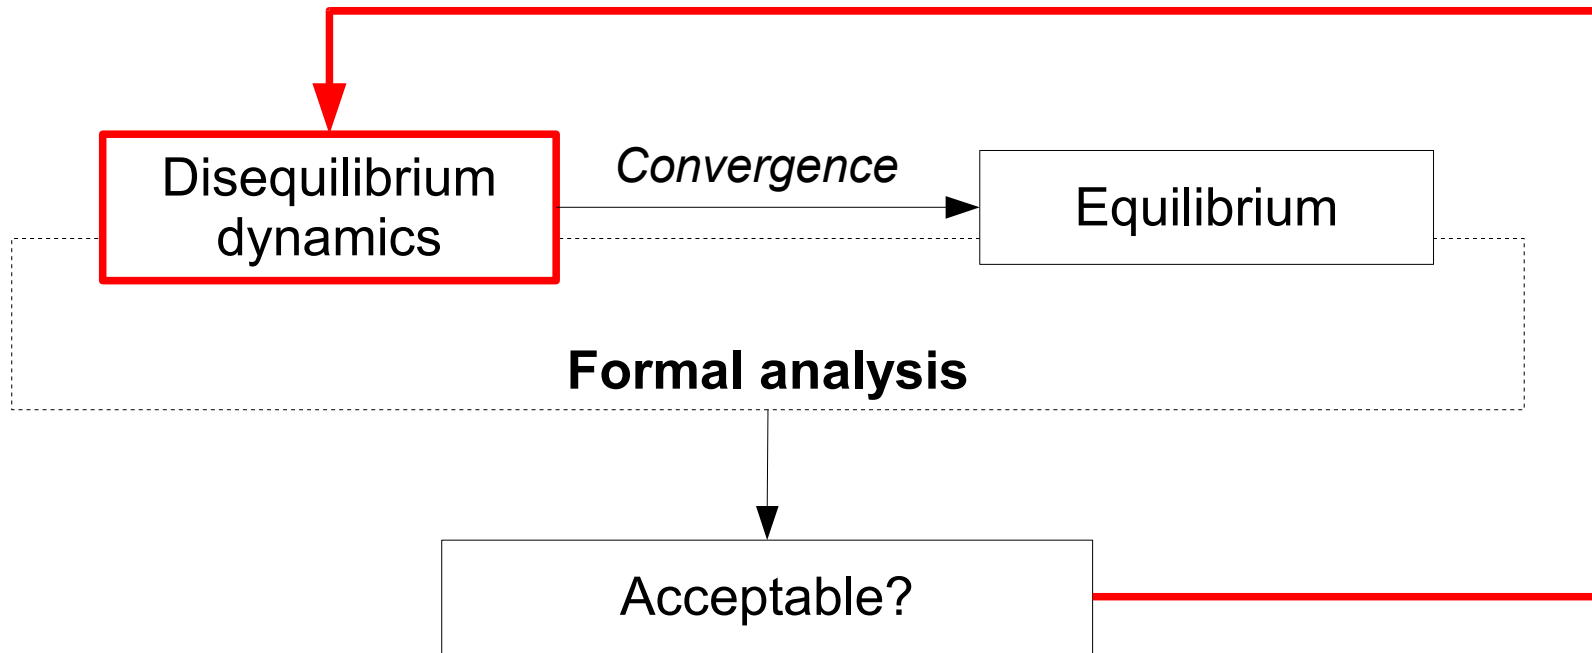 Disequilibrium
dynamics
Convergence
Equilibrium
Formal analysis
Acceptable?